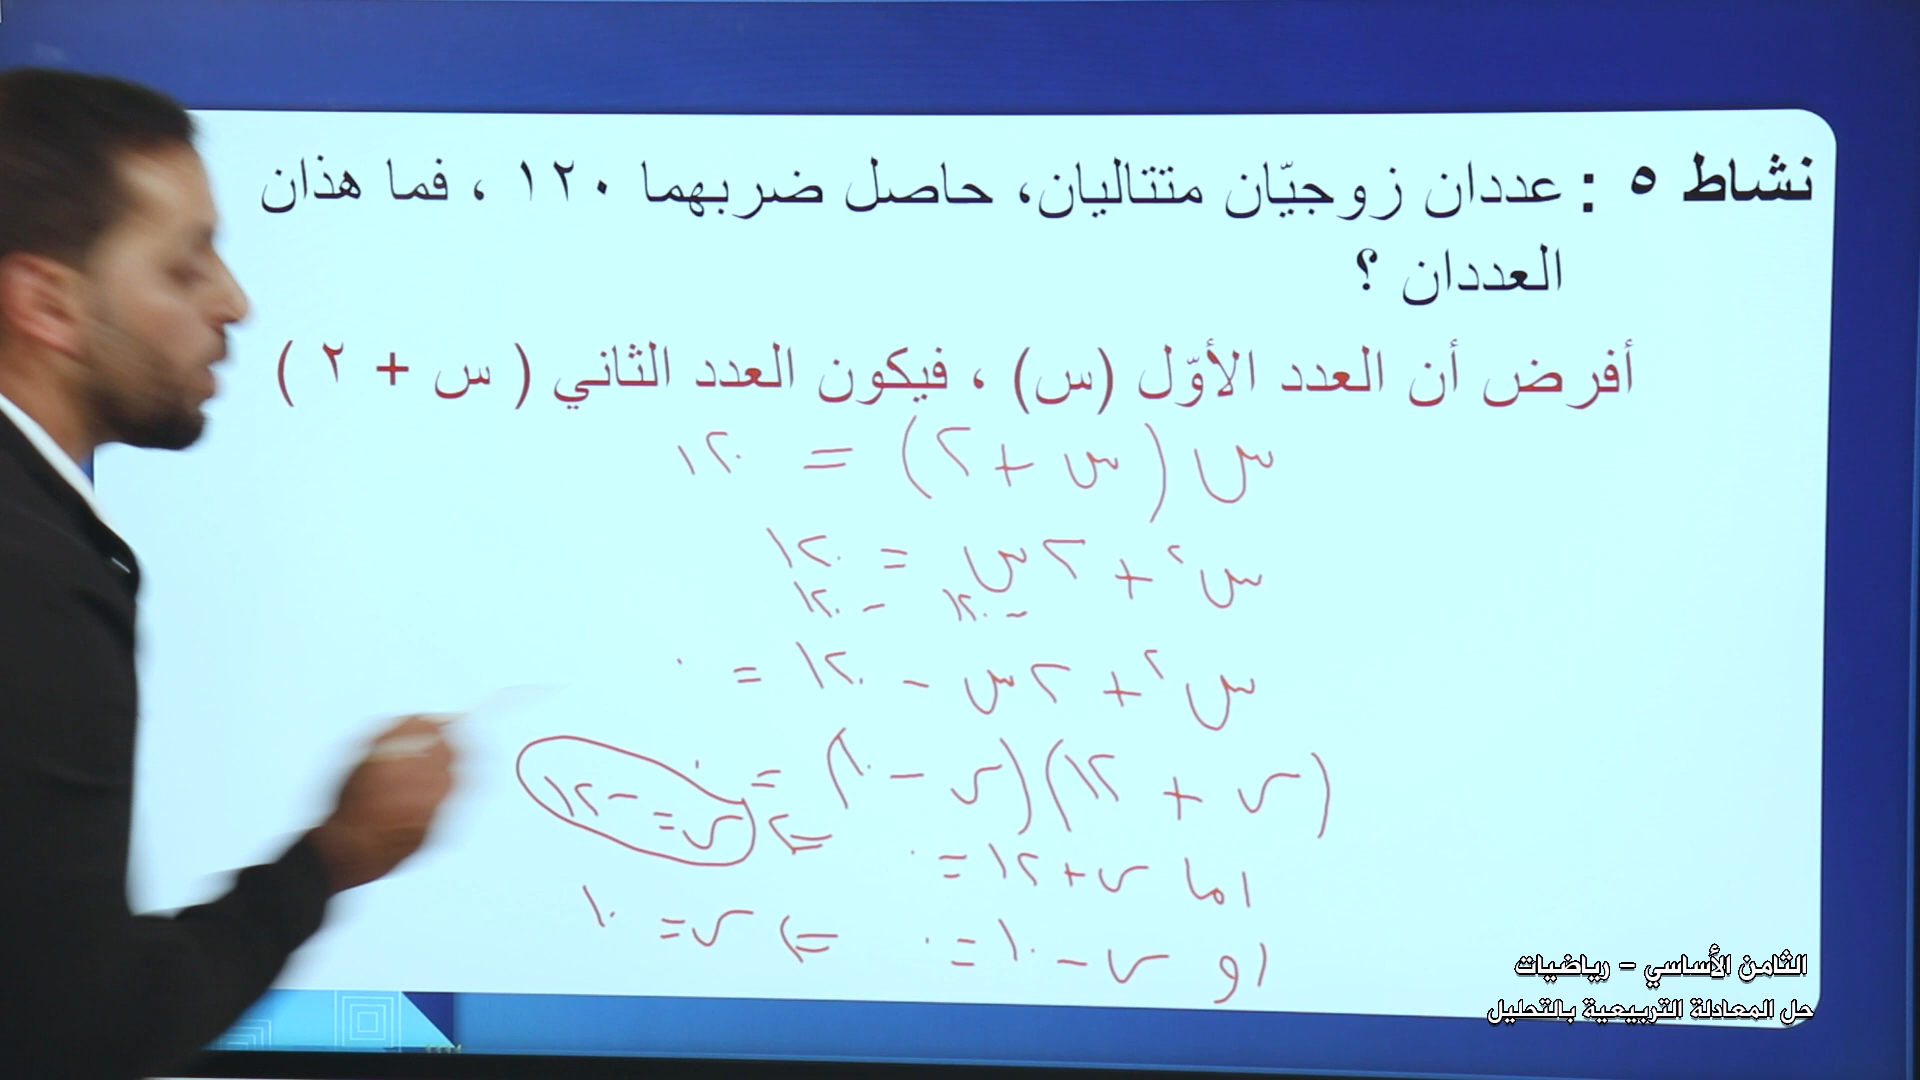 نشاط ٥ : عددان زوجيّان متتاليان، حاصل ضربهما ١٢٠ ، فما هذان
العددان ؟
أفرض أن العدد الأوّل (س) ، فيكون العدد الثاني ( س + ٢ )
س (س + ٢) = ١٢٠
س٢ + ٢س = ١٢٠
- ١٢٠ - ١٢٠
س٢ + ٢س - ١٢٠ = ٠
(س + ١٢)(س - ١٠) = ٠
اما س + ١٢ = ٠ => س = -١٢
او س - ١٠ = ٠ => س = ١٠
الثامن الأساسي - رياضيات
حل المعادلة التربيعية بالتحليل